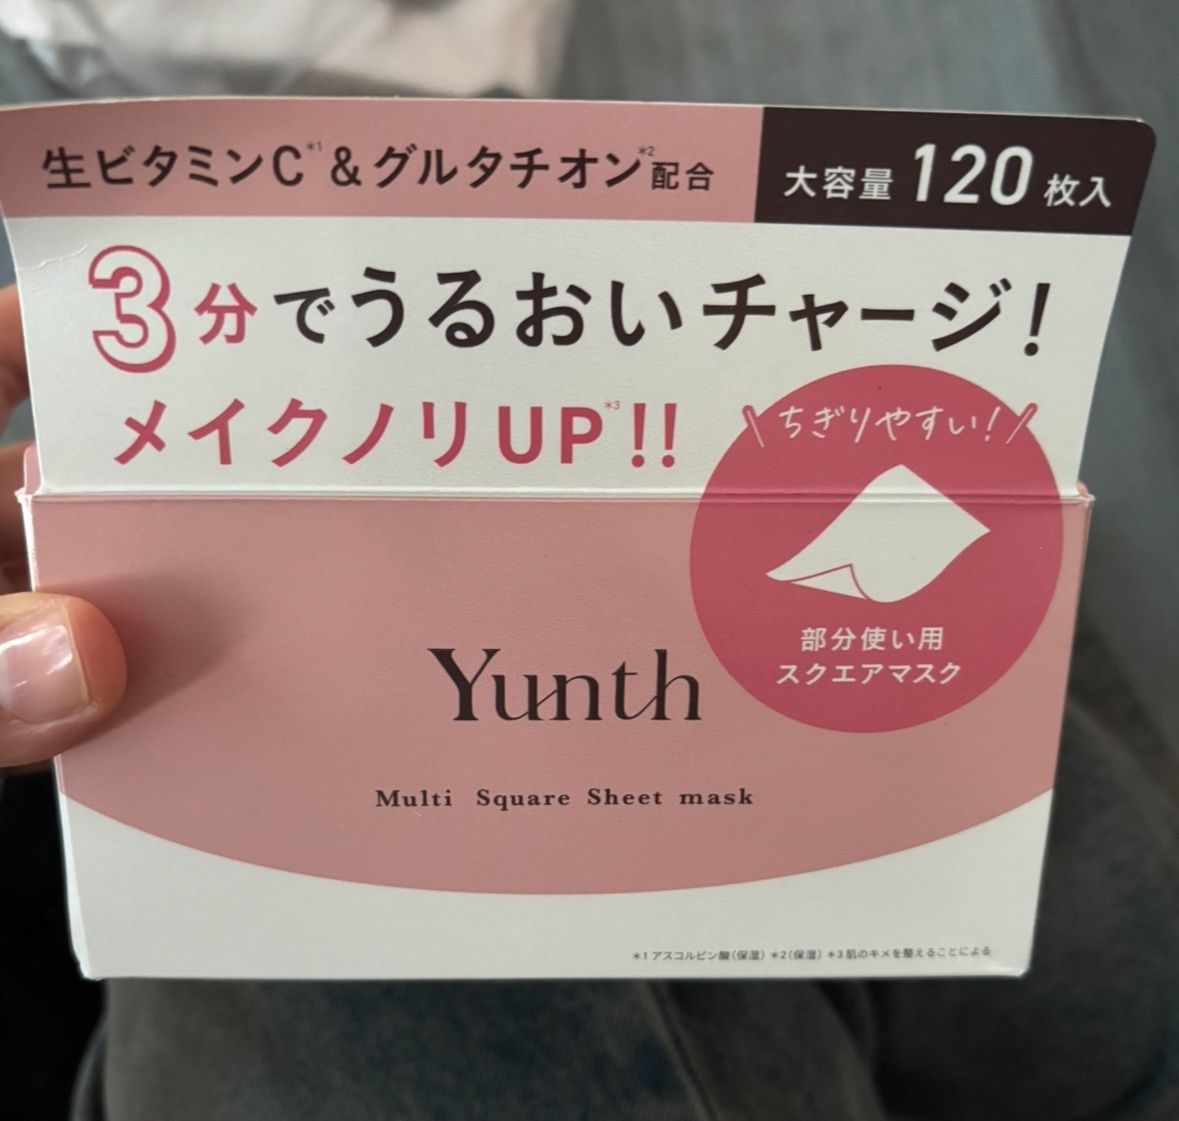 生ビタミンC*1&グルタチオン*2配合
大容量120枚入
3分でうるおいチャージ!
メイクノリUP*3!!
\ちぎりやすい!/
部分使い用
スクエアマスク
Yunth
Multi Square Sheet mask
*1 アスコルビン酸(保湿) *2(保湿) *3 肌のキメを整えることによる